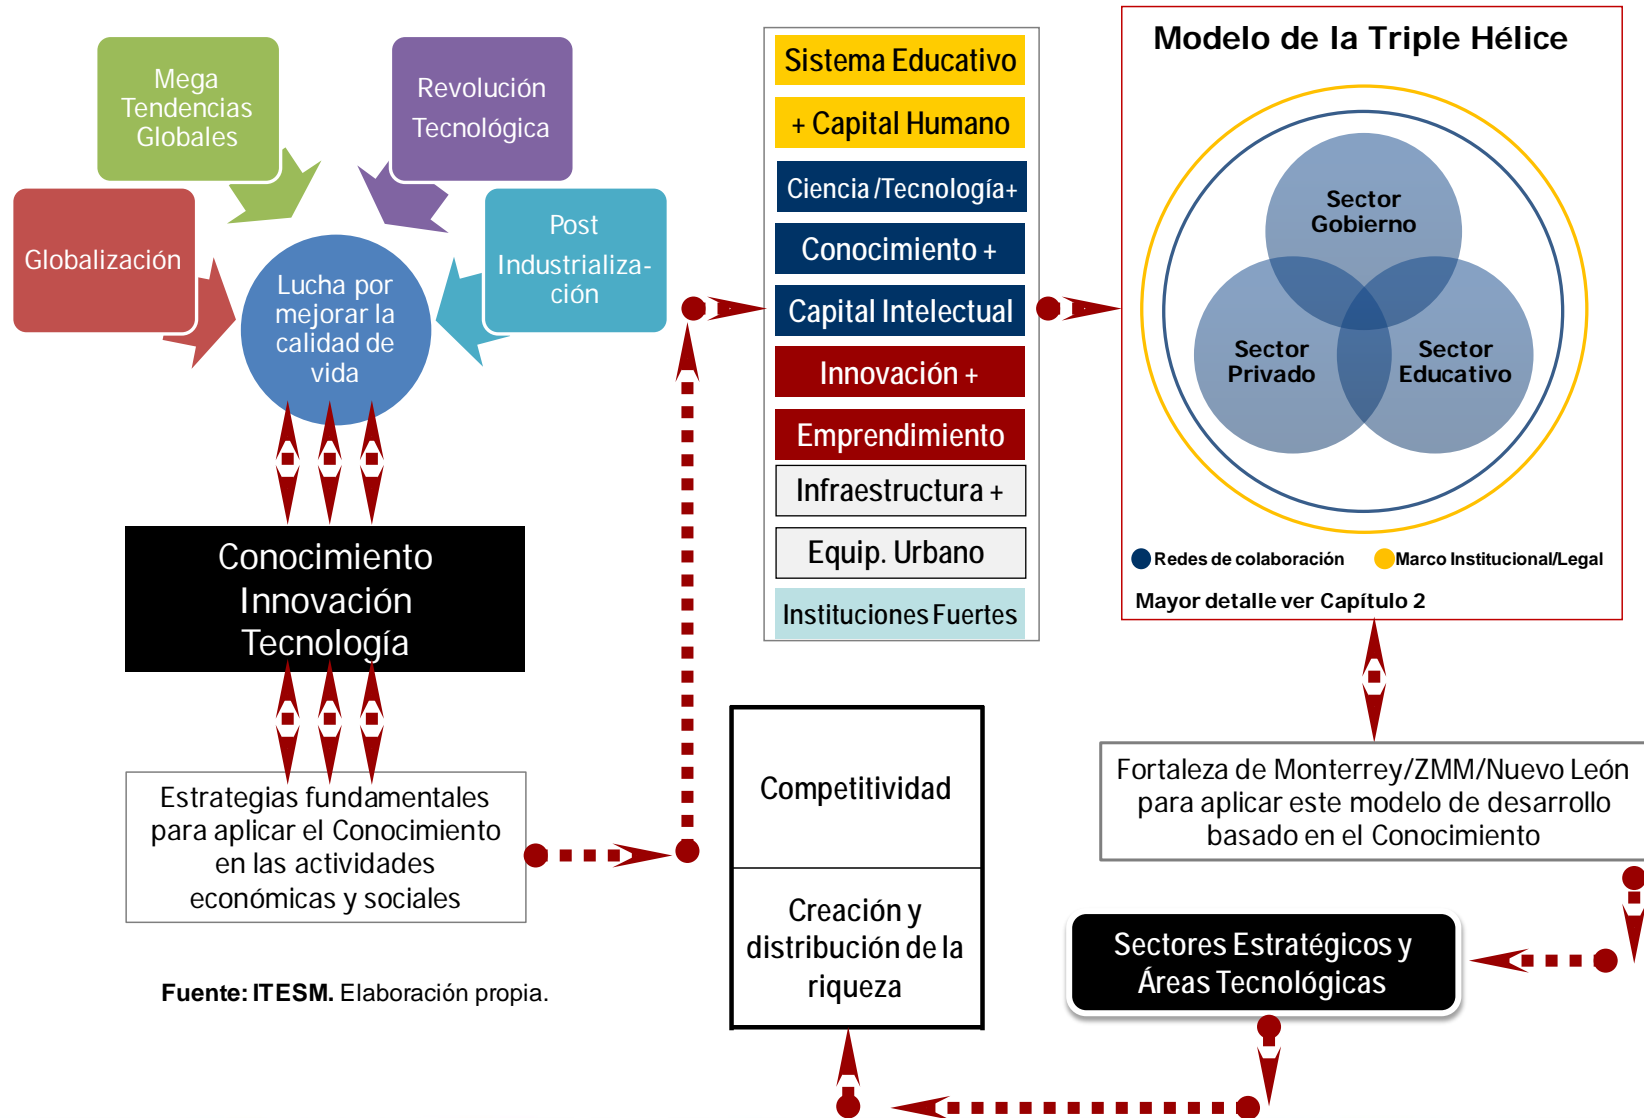 Mega
Tendencias
Globales
Revolución
Tecnológica
Globalización
Post
Industrializa-
ción
Lucha por
mejorar la
calidad de
vida
Conocimiento
Innovación
Tecnología
Estrategias fundamentales
para aplicar el Conocimiento
en las actividades
económicas y sociales
Fuente: ITESM. Elaboración propia.
Sistema Educativo
+ Capital Humano
Ciencia /Tecnología+
Conocimiento +
Capital Intelectual
Innovación +
Emprendimiento
Infraestructura +
Equip. Urbano
Instituciones Fuertes
Modelo de la Triple Hélice
Sector
Gobierno
Sector
Privado
Sector
Educativo
Redes de colaboración
Marco Institucional/Legal
Mayor detalle ver Capítulo 2
Fortaleza de Monterrey/ZMM/Nuevo León
para aplicar este modelo de desarrollo
basado en el Conocimiento
Sectores Estratégicos y
Áreas Tecnológicas
Competitividad
Creación y
distribución de la
riqueza